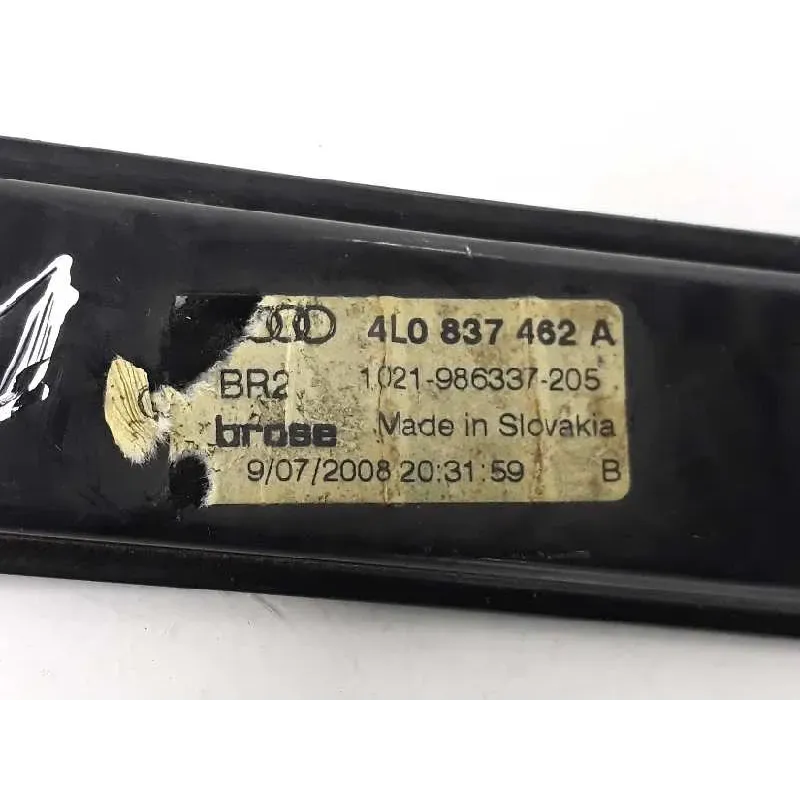 4L0 837 462 A
BR2 1021-986337-205
brose Made in Slovakia
9/07/2008 20:31:59 B